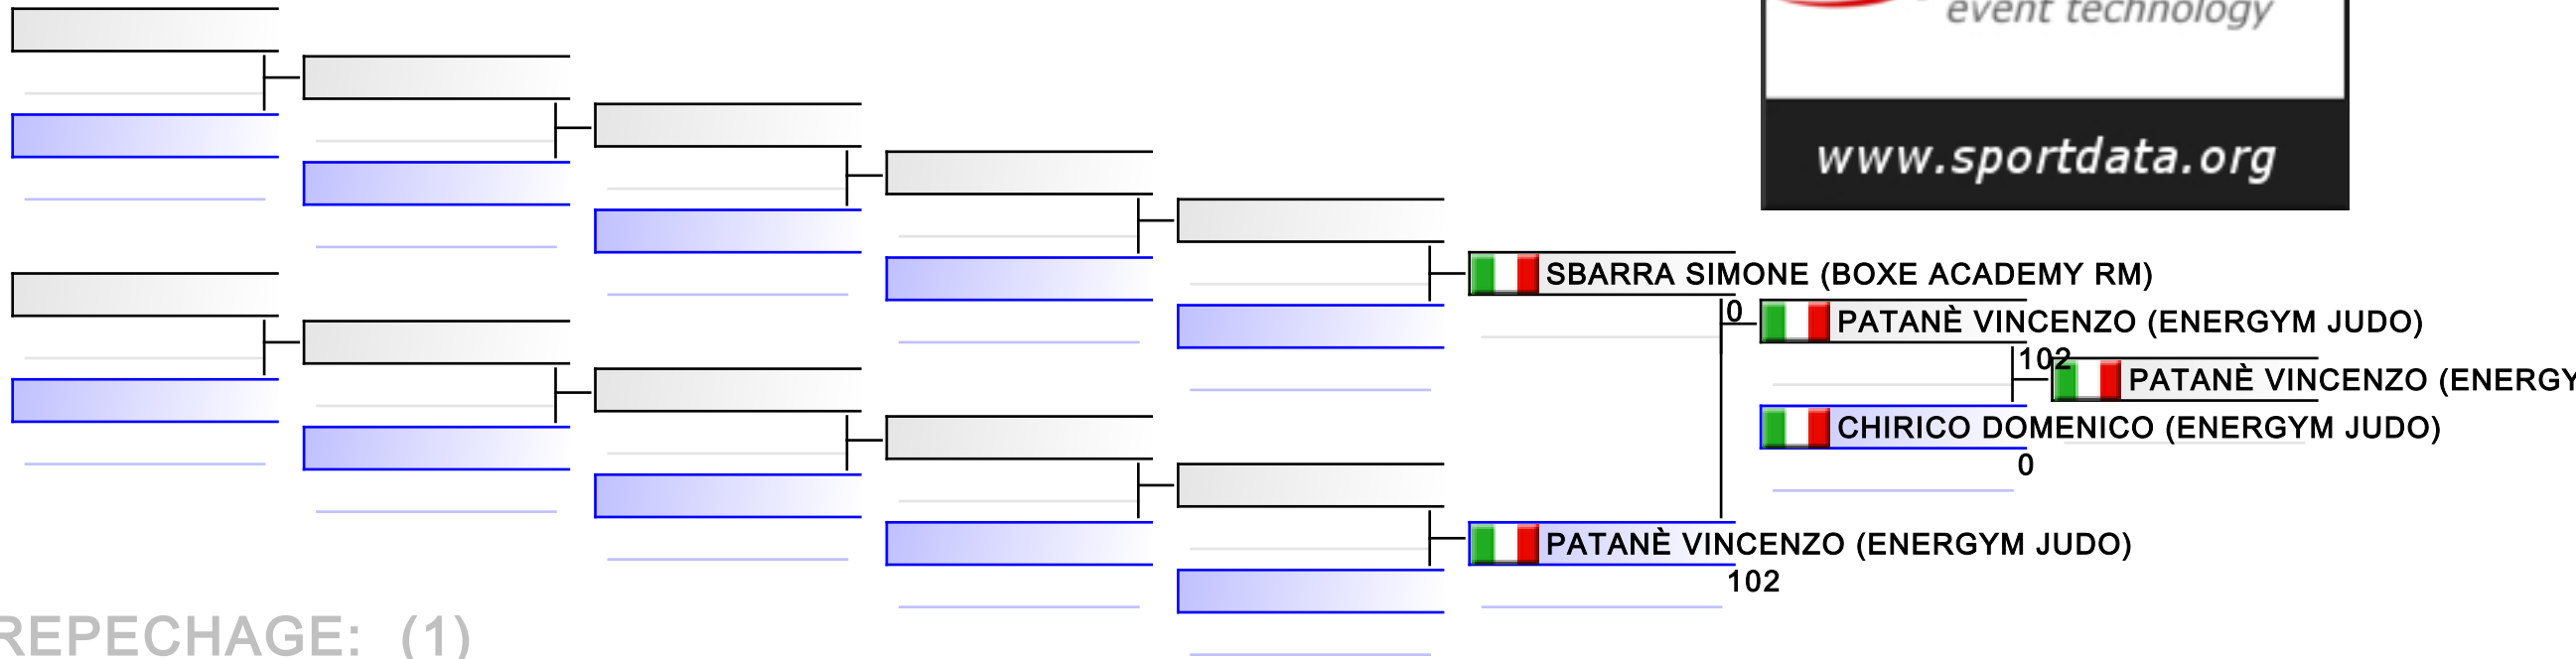 event technology
www.sportdata.org
SBARRA SIMONE (BOXE ACADEMY RM)
0
PATANÈ VINCENZO (ENERGYM JUDO)
102
PATANÈ VINCENZO (ENERGY
CHIRICO DOMENICO (ENERGYM JUDO)
0
PATANÈ VINCENZO (ENERGYM JUDO)
102
REPECHAGE: (1)